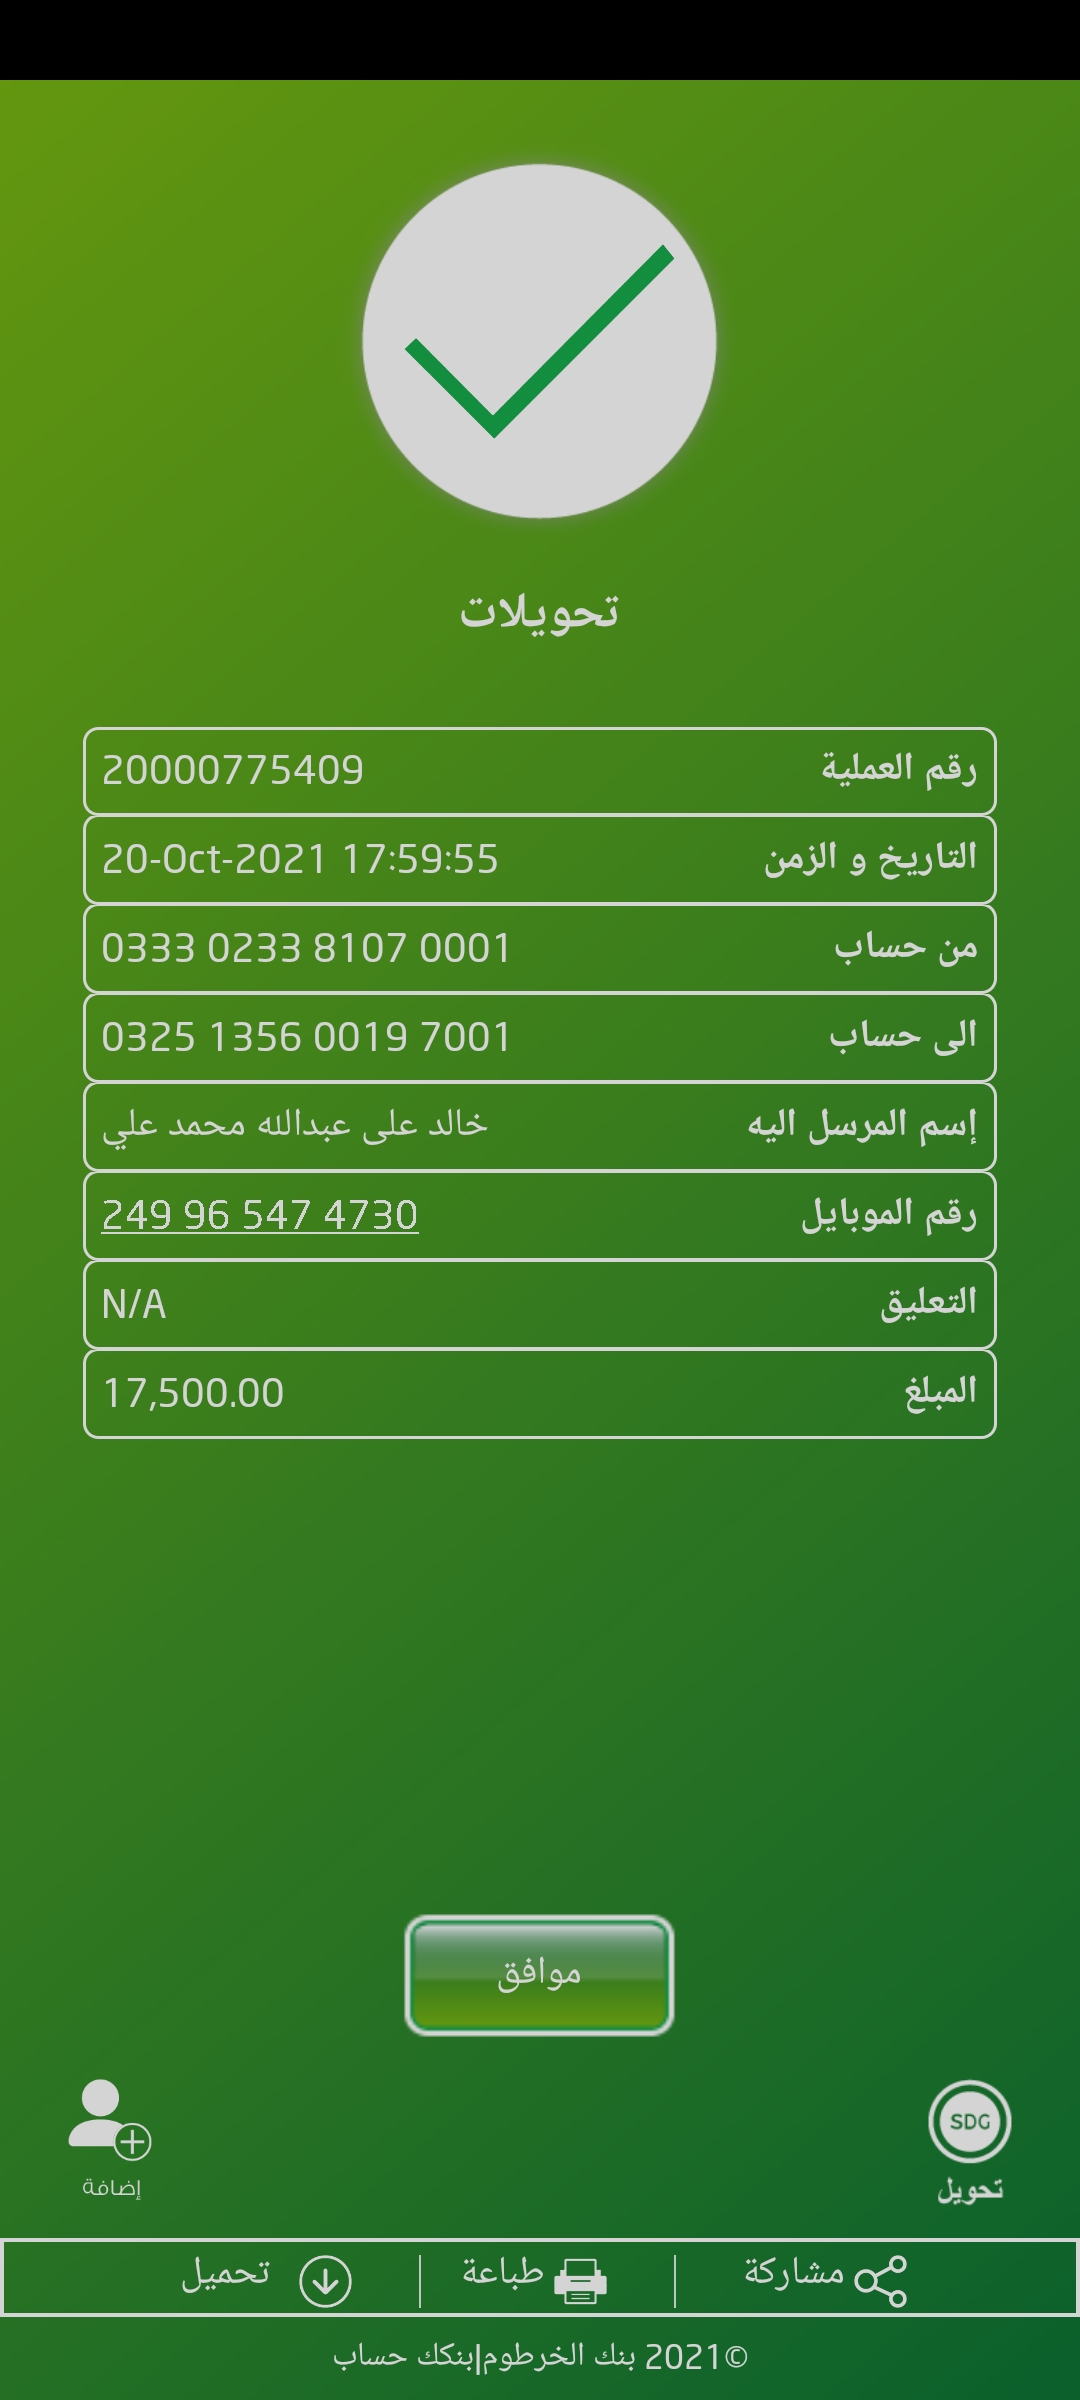 تحويلات
رقم العملية 20000775409
التاريخ و الزمن 20-Oct-2021 17:59:55
من حساب 0333 0233 8107 0001
الى حساب 0325 1356 0019 7001
إسم المرسل اليه خالد على عبدالله محمد علي
رقم الموبايل 249 96 547 4730
التعليق N/A
المبلغ 17,500.00
موافق
SDG
تحويل
إضافة
مشاركة
طباعة
تحميل
©2021 بنك الخرطوم|بنكك حساب